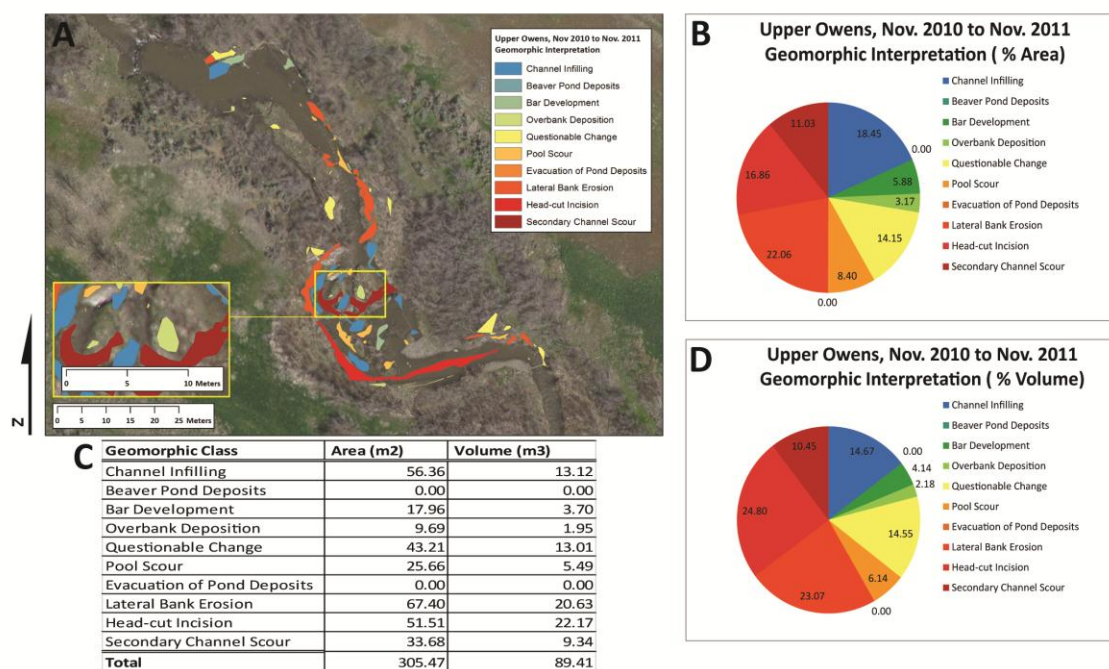 A
Upper Owens, Nov. 2010 to Nov. 2011
Geomorphic Interpretation
Channel Infilling
Beaver Pond Deposits
Bar Development
Overbank Deposition
Questionable Change
Pool Scour
Evacuation of Pond Deposits
Lateral Bank Erosion
Head-cut Incision
Secondary Channel Scour
0 5 10 Meters
0 5 10 15 20 25 Meters
N
B
Upper Owens, Nov. 2010 to Nov. 2011
Geomorphic Interpretation ( % Area)
18.45
0.00
5.88
3.17
14.15
8.40
0.00
22.06
16.86
11.03
Channel Infilling
Beaver Pond Deposits
Bar Development
Overbank Deposition
Questionable Change
Pool Scour
Evacuation of Pond Deposits
Lateral Bank Erosion
Head-cut Incision
Secondary Channel Scour
C
Geomorphic Class Area (m2) Volume (m3)
Channel Infilling 56.36 13.12
Beaver Pond Deposits 0.00 0.00
Bar Development 17.96 3.70
Overbank Deposition 9.69 1.95
Questionable Change 43.21 13.01
Pool Scour 25.66 5.49
Evacuation of Pond Deposits 0.00 0.00
Lateral Bank Erosion 67.40 20.63
Head-cut Incision 51.51 22.17
Secondary Channel Scour 33.68 9.34
Total 305.47 89.41
D
Upper Owens, Nov. 2010 to Nov. 2011
Geomorphic Interpretation ( % Volume)
14.67
0.00
4.14
2.18
14.55
6.14
0.00
23.07
24.80
10.45
Channel Infilling
Beaver Pond Deposits
Bar Development
Overbank Deposition
Questionable Change
Pool Scour
Evacuation of Pond Deposits
Lateral Bank Erosion
Head-cut Incision
Secondary Channel Scour